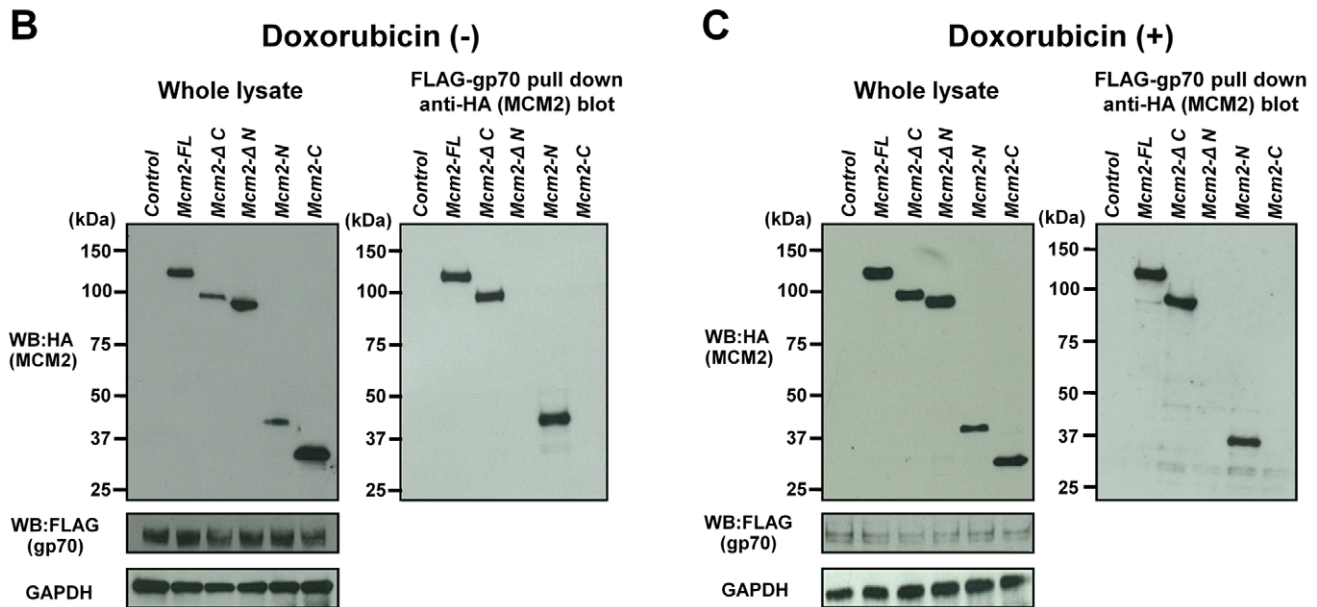 B
Doxorubicin (-)
Whole lysate
FLAG-gp70 pull down
anti-HA (MCM2) blot
Control
Mcm2-FL
Mcm2-Δ C
Mcm2-Δ N
Mcm2-N
Mcm2-C
Control
Mcm2-FL
Mcm2-Δ C
Mcm2-Δ N
Mcm2-N
Mcm2-C
(kDa)
150
100
75
50
37
25
(kDa)
150
100
75
50
37
25
WB:HA
(MCM2)
WB:FLAG
(gp70)
GAPDH
C
Doxorubicin (+)
Whole lysate
FLAG-gp70 pull down
anti-HA (MCM2) blot
Control
Mcm2-FL
Mcm2-Δ C
Mcm2-Δ N
Mcm2-N
Mcm2-C
Control
Mcm2-FL
Mcm2-Δ C
Mcm2-Δ N
Mcm2-N
Mcm2-C
(kDa)
150
100
75
50
37
25
(kDa)
150
100
75
50
37
25
WB:HA
(MCM2)
WB:FLAG
(gp70)
GAPDH